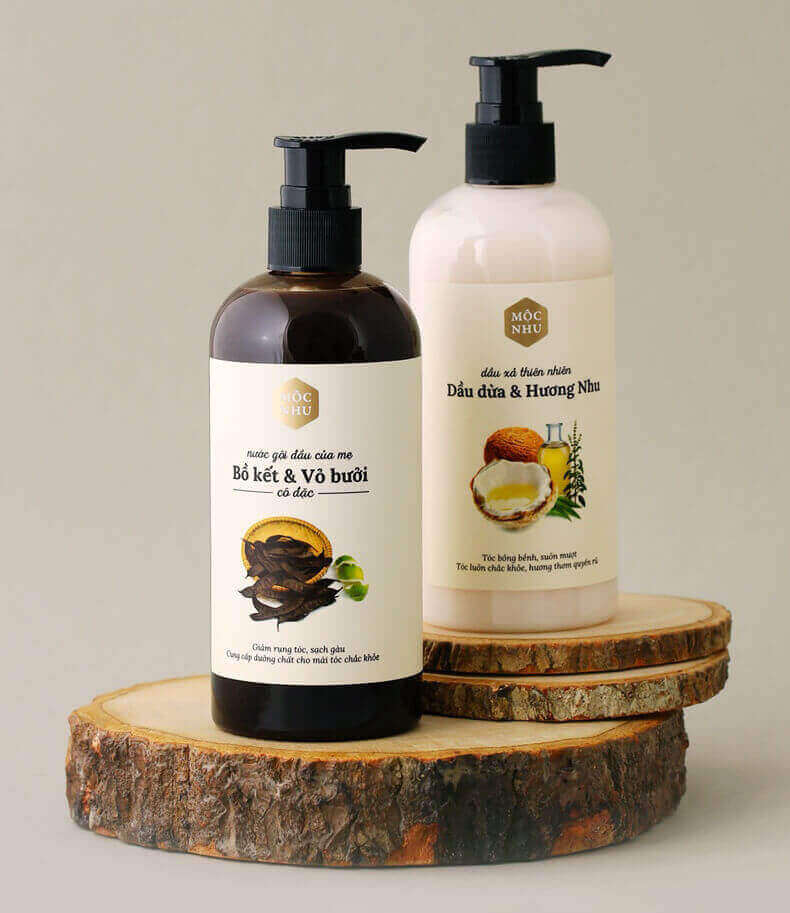 MỘC
NHU
nước gội đầu của mẹ
Bồ kết & Vỏ bưởi
cô đặc
Giảm rụng tóc, sạch gàu
Cung cấp dưỡng chất cho mái tóc chắc khỏe
MỘC
NHU
dầu xả thiên nhiên
Dầu dừa & Hương Nhu
Tóc bồng bềnh, suôn mượt
Tóc luôn chắc khỏe, hương thơm quyến rũ